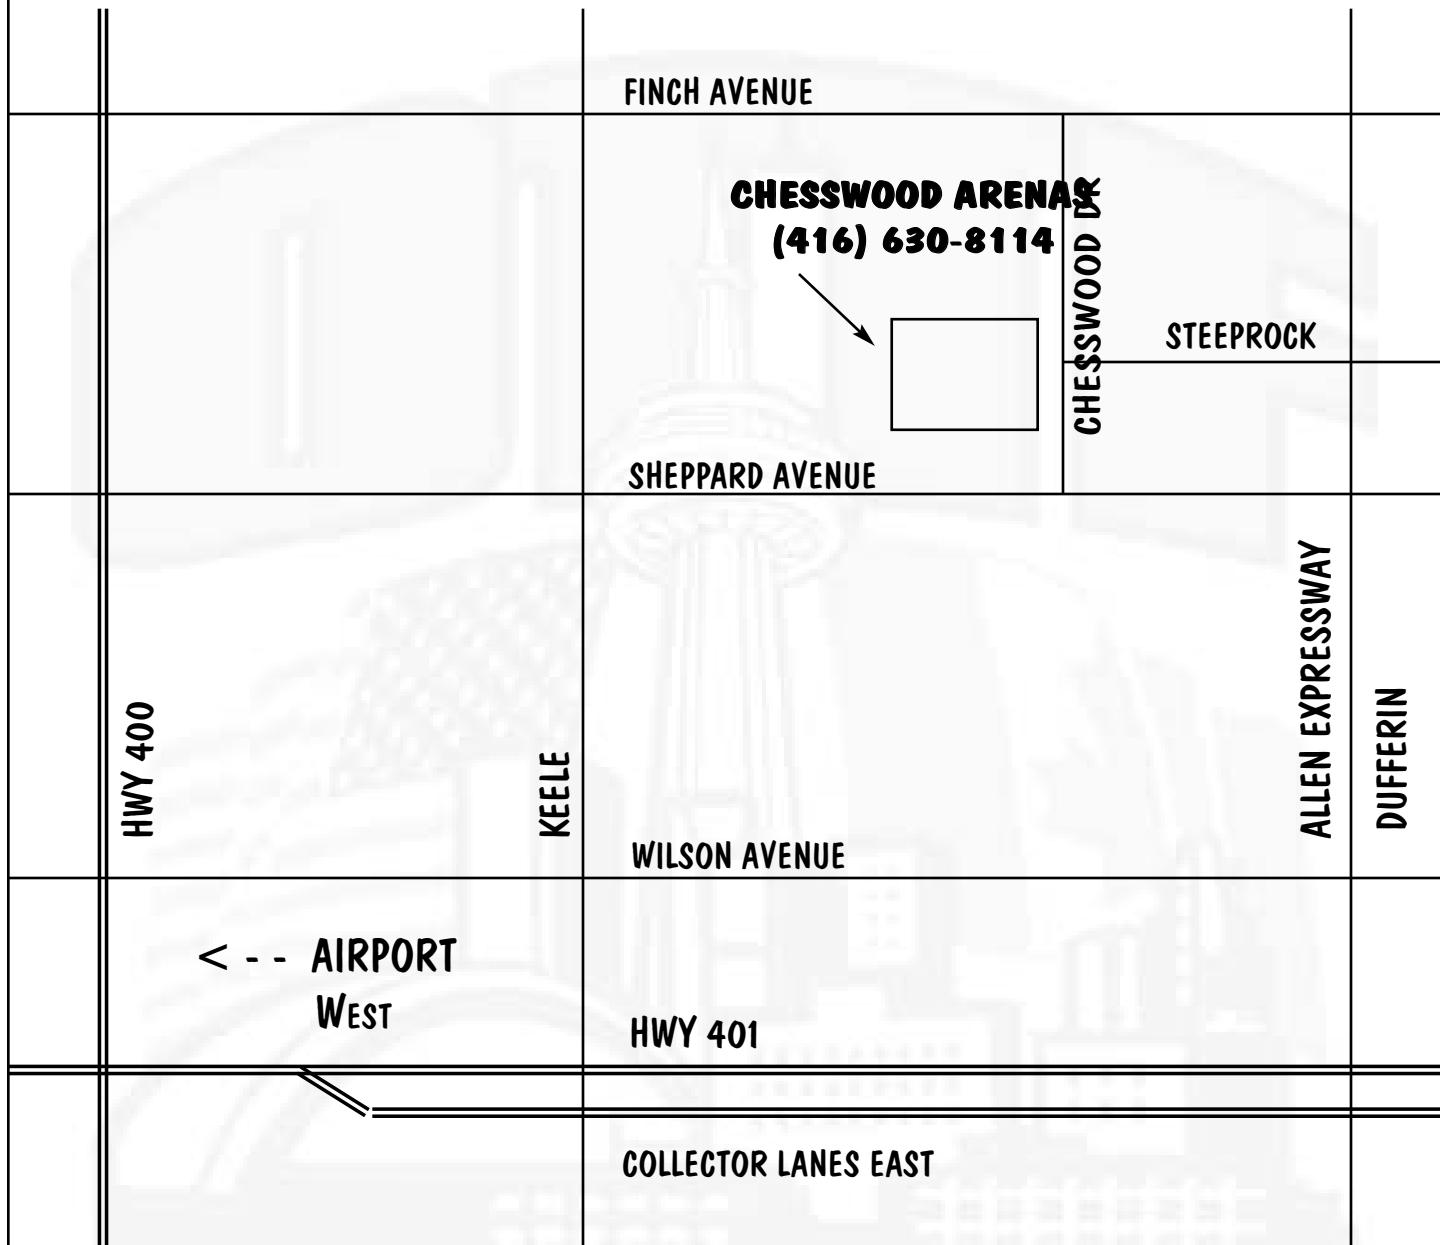 FINCH AVENUE
CHESSWOOD ARENAS
(416) 630-8114
CHESSWOOD DR
STEEPROCK
SHEPPARD AVENUE
HWY 400
KEELE
ALLEN EXPRESSWAY
DUFFERIN
WILSON AVENUE
< - - AIRPORT
WEST
HWY 401
COLLECTOR LANES EAST